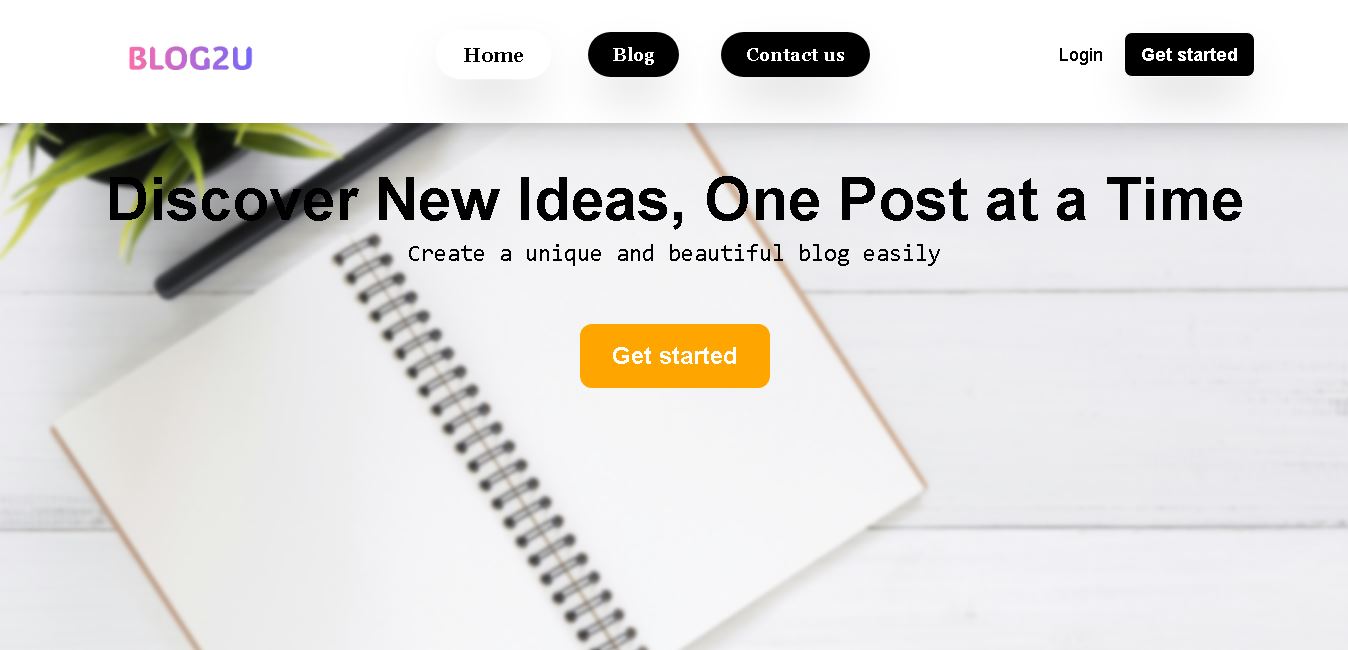 BLOG2U
Home
Blog
Contact us
Login
Get started
Discover New Ideas, One Post at a Time
Create a unique and beautiful blog easily
Get started